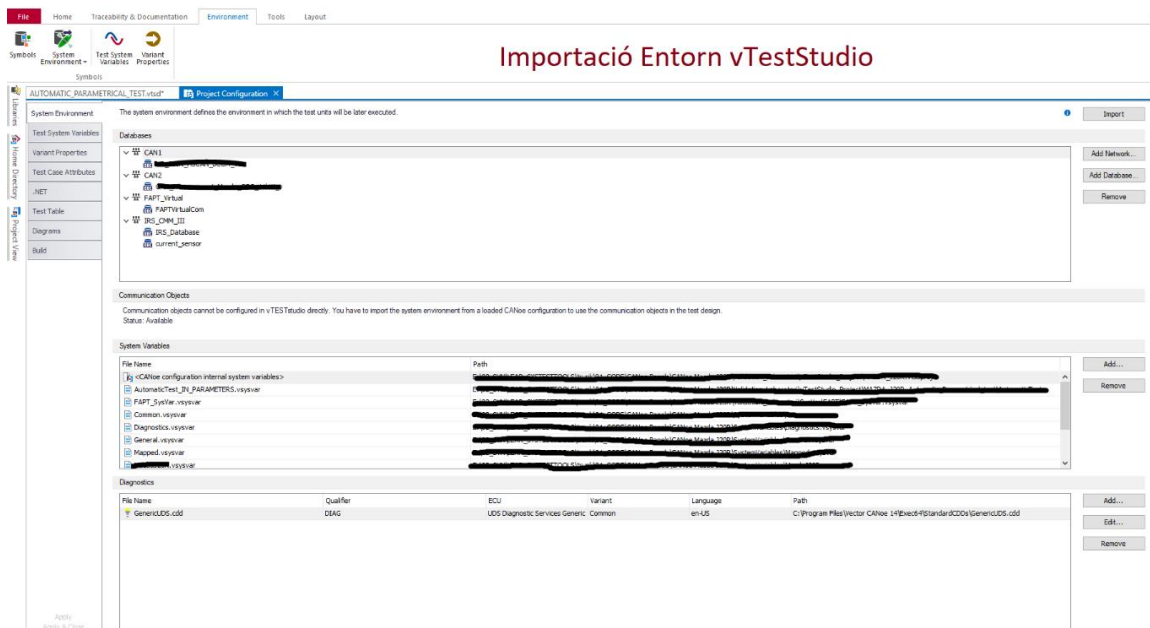 File Home Traceability & Documentation Environment Tools Layout
Symbols System Environment Test System Variables Variant Properties
Symbols
Importació Entorn vTestStudio
AUTOMATIC_PARAMETRICAL_TEST.vtsd* Project Configuration ×
Libraries
Home Directory
Project View
System Environment
Test System Variables
Variant Properties
Test Case Attributes
.NET
Test Table
Diagrams
Build
The system environment defines the environment in which the test units will be later executed.
Import
Databases
CAN1
CAN2
FAPT_Virtual
FAPTVirtualCom
IRS_CMM_III
IRS_Database
current_sensor
Add Network...
Add Database...
Remove
Communication Objects
Communication objects cannot be configured in vTESTstudio directly. You have to import the system environment from a loaded CANoe configuration to use the communication objects in the test design.
Status: Available
System Variables
File Name Path
<CANoe configuration internal system variables>
AutomaticTest_IN_PARAMETERS.vsysvar
FAPT_SysVar.vsysvar
Common.vsysvar
Diagnostics.vsysvar
General.vsysvar
Mapped.vsysvar
.vsysvar
Add...
Remove
Diagnostics
File Name Qualifier ECU Variant Language Path
GenericUDS.cdd DIAG UDS Diagnostic Services Generic Common en-US C:\Program Files\Vector CANoe 14\Exec64\StandardCDDs\GenericUDS.cdd
Add...
Edit...
Remove
Apply
Apply & Close